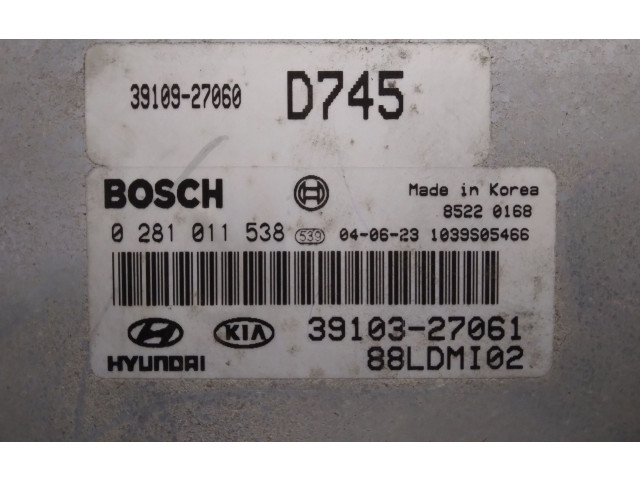 39109-27060 D745
BOSCH Made in Korea
8522 0168
0 281 011 538 539 04-06-23 1039S05466
HYUNDAI KIA 39103-27061
88LDMI02